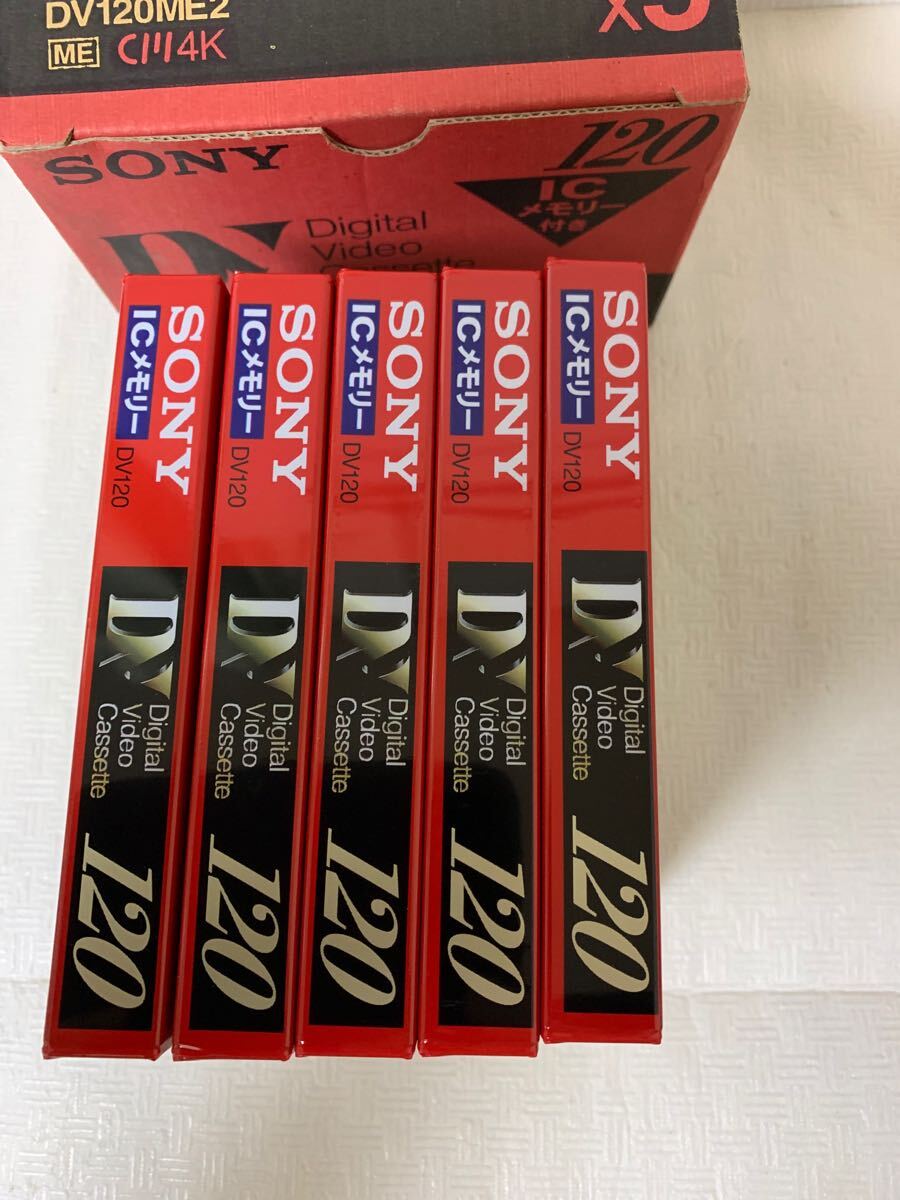 DV120ME2
x5
ME C|||4K
SONY
120
IC
メモリー
付き
DV
Digital
Video
Cassette
SONY
ICメモリー
DV120
DV
Digital
Video
Cassette
120
SONY
ICメモリー
DV120
DV
Digital
Video
Cassette
120
SONY
ICメモリー
DV120
DV
Digital
Video
Cassette
120
SONY
ICメモリー
DV120
DV
Digital
Video
Cassette
120
SONY
ICメモリー
DV120
DV
Digital
Video
Cassette
120